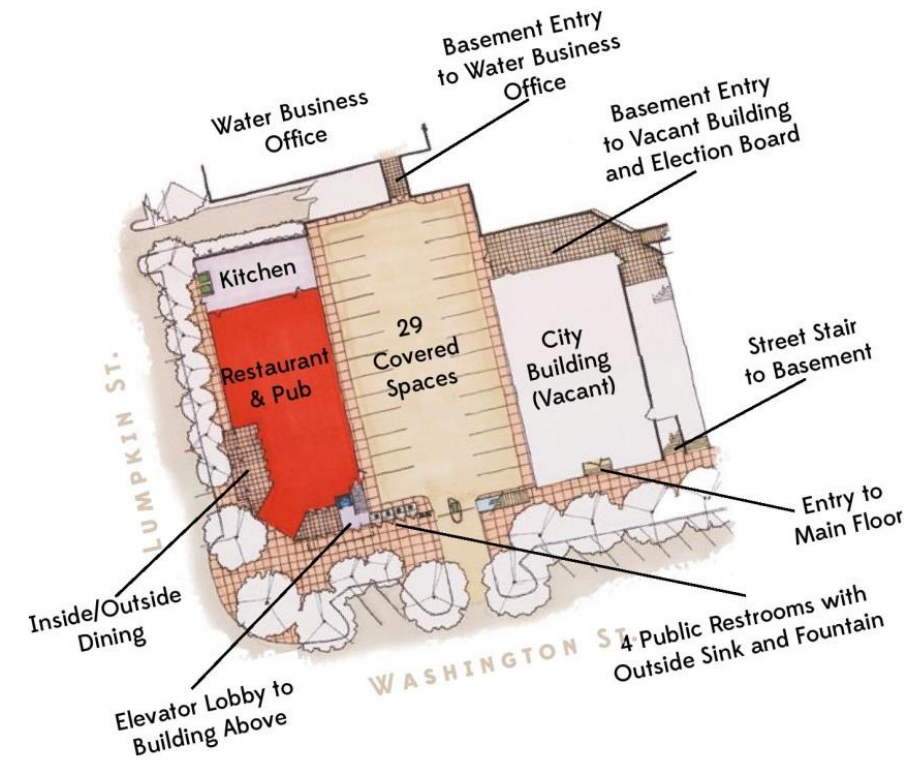 Basement Entry
to Water Business
Office
Water Business
Office
Basement Entry
to Vacant Building
and Election Board
Kitchen
Restaurant
& Pub
29
Covered
Spaces
City
Building
(Vacant)
Street Stair
to Basement
LUMPKIN ST.
Entry to
Main Floor
Inside/Outside
Dining
4 Public Restrooms with
Outside Sink and Fountain
WASHINGTON ST.
Elevator Lobby to
Building Above